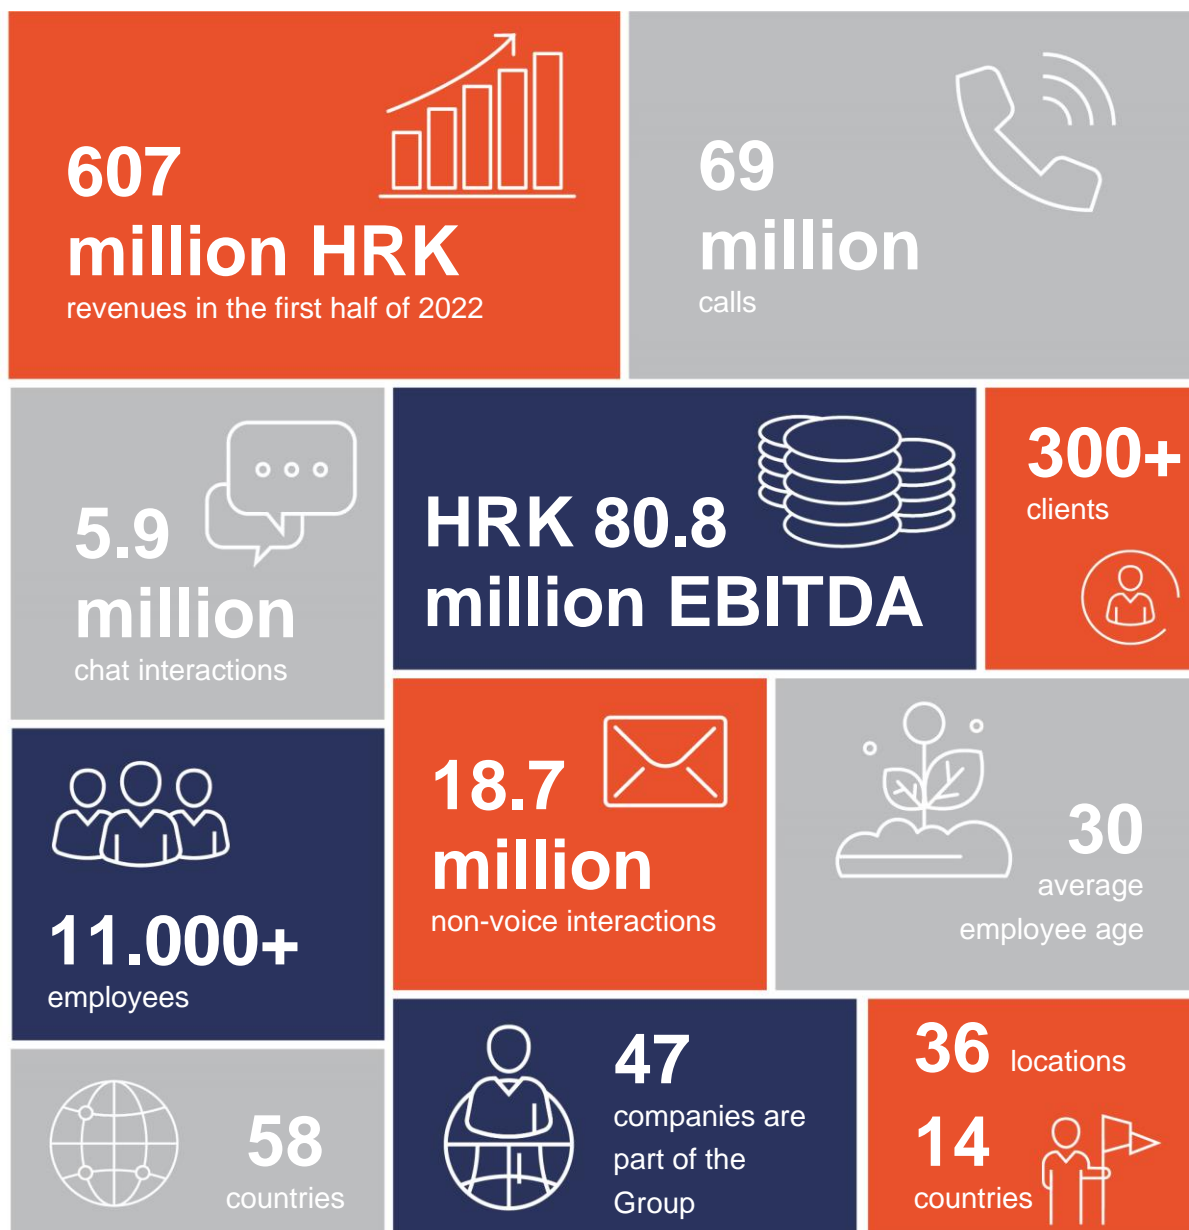 607
million HRK
revenues in the first half of 2022
69
million
calls
5.9
million
chat interactions
HRK 80.8
million EBITDA
300+
clients
11.000+
employees
18.7
million
non-voice interactions
30
average
employee age
58
countries
47
companies are
part of the
Group
36 locations
14
countries